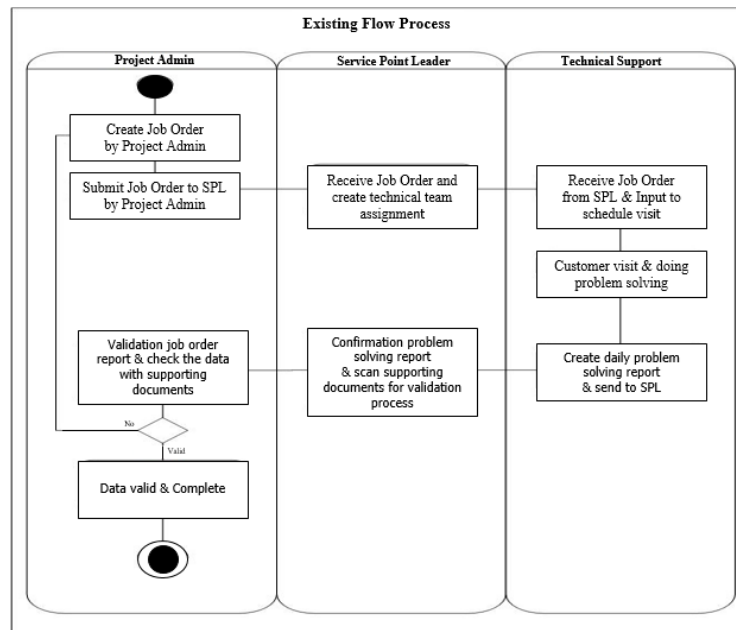 Existing Flow Process
Project Admin
Service Point Leader
Technical Support
Create Job Order
by Project Admin
Submit Job Order to SPL
by Project Admin
Receive Job Order and
create technical team
assignment
Receive Job Order
from SPL & Input to
schedule visit
Customer visit & doing
problem solving
Validation job order
report & check the data
with supporting
documents
Confirmation problem
solving report
& scan supporting
documents for validation
process
Create daily problem
solving report
& send to SPL
No
Valid
Data valid & Complete